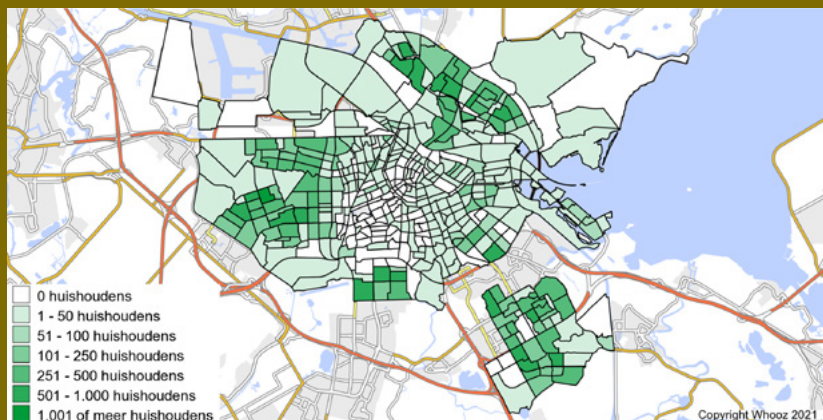 0 huishoudens
1 - 50 huishoudens
51 - 100 huishoudens
101 - 250 huishoudens
251 - 500 huishoudens
501 - 1.000 huishoudens
1.001 of meer huishoudens
Copyright Whooz 2021